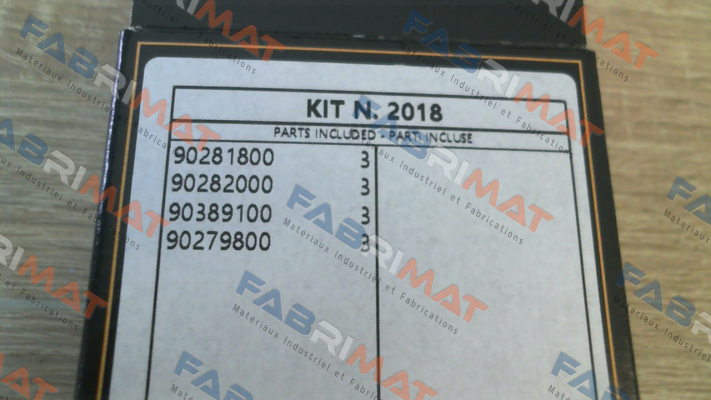 KIT N. 2018
PARTS INCLUDED - PARTI INCLUSE
90281800 3
90282000 3
90389100 3
90279800 3
FABRIMAT
Materiaux Industriel et Fabrications